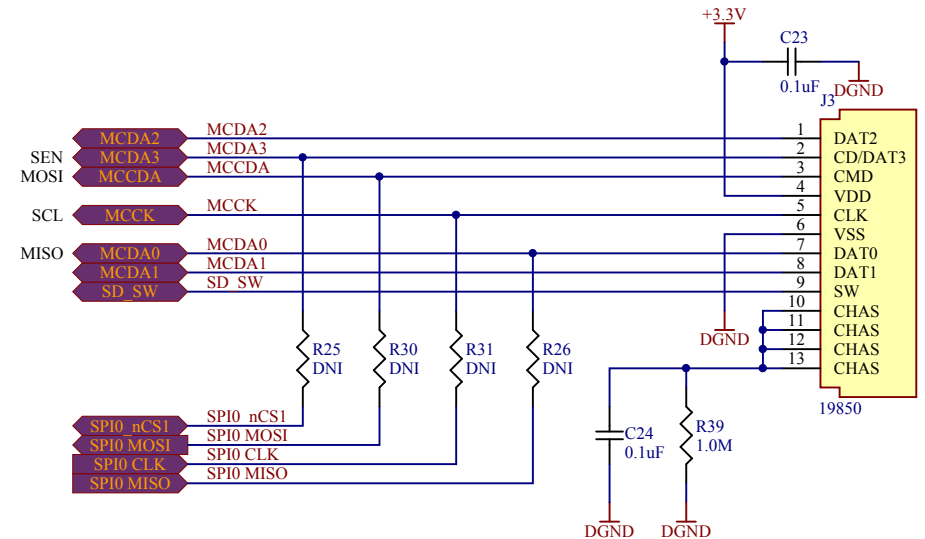 +3.3V
C23
0.1uF
DGND
J3
MCDA2 MCDA2 1 DAT2
SEN MCDA3 MCDA3 2 CD/DAT3
MOSI MCCDA MCCDA 3 CMD
4 VDD
SCL MCCK MCCK 5 CLK
6 VSS
MISO MCDA0 MCDA0 7 DAT0
MCDA1 MCDA1 8 DAT1
SD_SW SD_SW 9 SW
10 CHAS
11 CHAS
DGND
12 CHAS
13 CHAS
R25 R30 R31 R26
DNI DNI DNI DNI
19850
SPI0_nCS1 SPI0_nCS1
SPI0 MOSI SPI0 MOSI
SPI0 CLK SPI0 CLK
SPI0 MISO SPI0 MISO
C24
0.1uF
R39
1.0M
DGND DGND